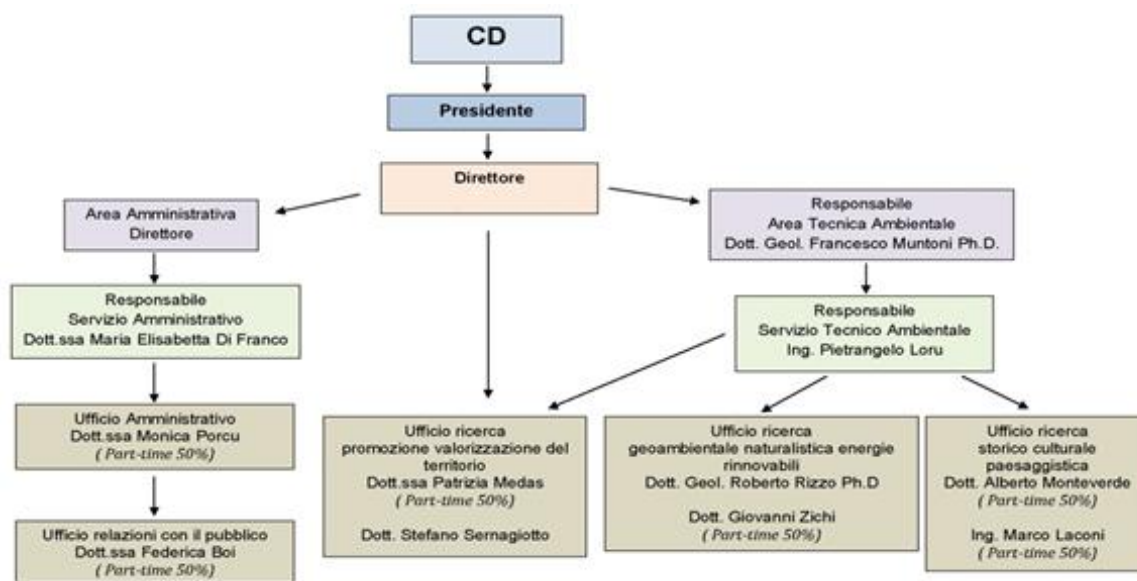 CD
Presidente
Direttore
Area Amministrativa
Direttore
Responsabile
Area Tecnica Ambientale
Dott. Geol. Francesco Muntoni Ph.D.
Responsabile
Servizio Amministrativo
Dott.ssa Maria Elisabetta Di Franco
Responsabile
Servizio Tecnico Ambientale
Ing. Pietrangelo Loru
Ufficio Amministrativo
Dott.ssa Monica Porcu
( Part-time 50%)
Ufficio relazioni con il pubblico
Dott.ssa Federica Boi
( Part-time 50%)
Ufficio ricerca
promozione valorizzazione del
territorio
Dott.ssa Patrizia Medas
( Part-time 50%)
Dott. Stefano Sernagiotto
Ufficio ricerca
geoambientale naturalistica energie
rinnovabili
Dott. Geol. Roberto Rizzo Ph.D
Dott. Giovanni Zichi
( Part-time 50%)
Ufficio ricerca
storico culturale
paesaggistica
Dott. Alberto Monteverde
( Part-time 50%)
Ing. Marco Laconi
( Part-time 50%)